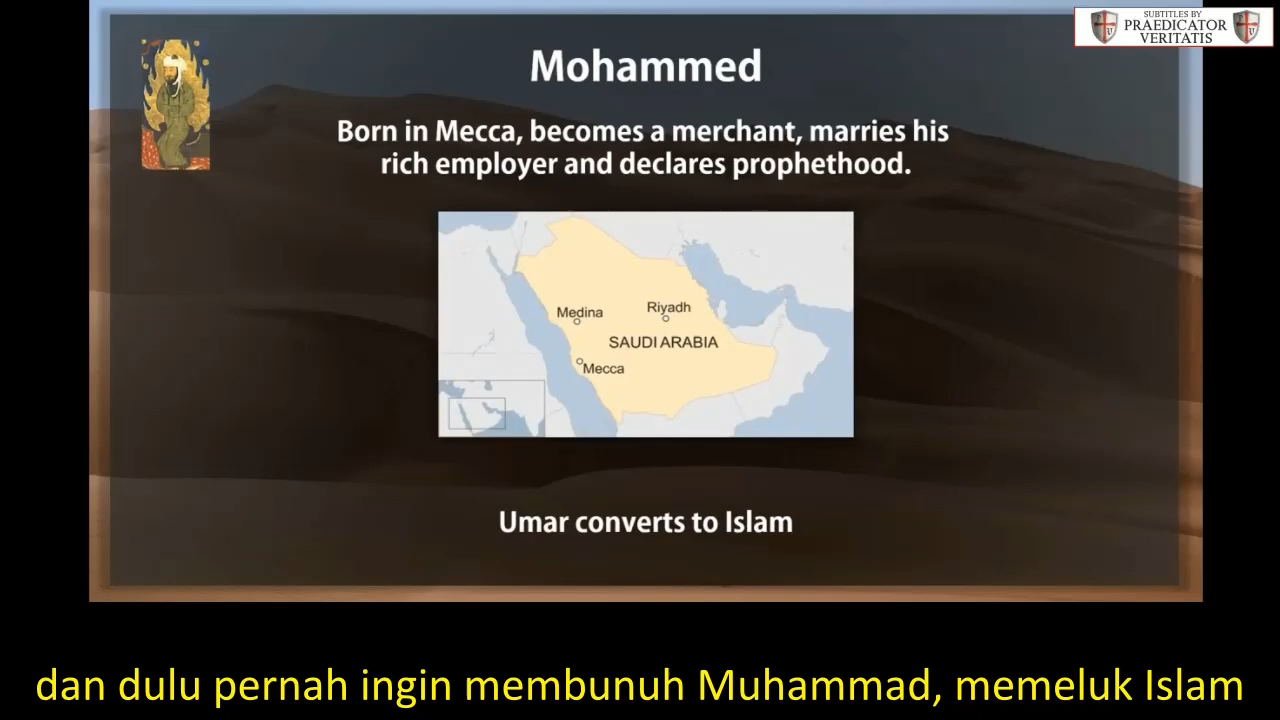 SUBTITLES BY
PRAEDICATOR
VERITATIS
Mohammed
Born in Mecca, becomes a merchant, marries his
rich employer and declares prophethood.
Medina
Riyadh
SAUDI ARABIA
Mecca
Umar converts to Islam
dan dulu pernah ingin membunuh Muhammad, memeluk Islam